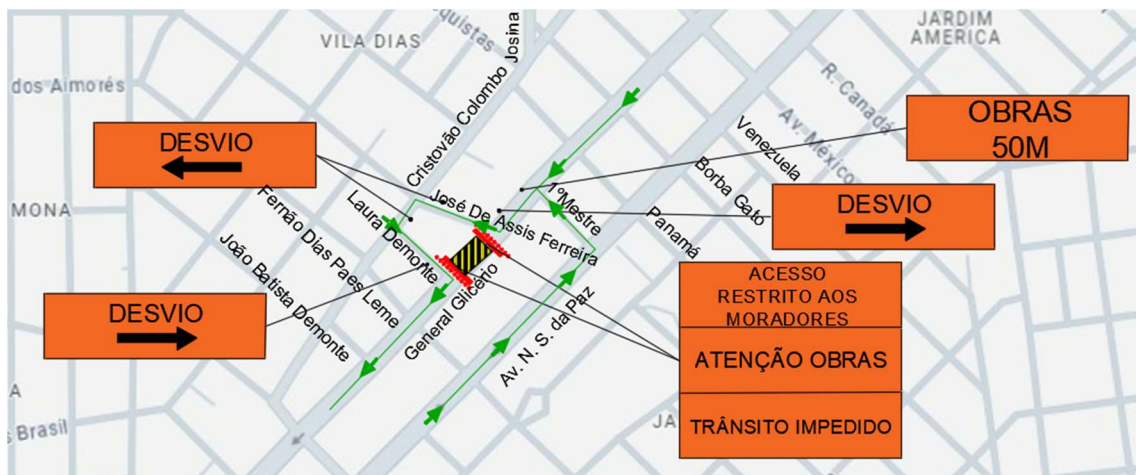 JARDIM
AMERICA
VILA DIAS
Josina
dos Aimorés
R. Canadá
OBRAS
50M
DESVIO
Cristovão Colombo
Venezuela
Av. México
Borba Gato
MONA
Fernão Dias Paes Leme
Laura Demonte
José De Assis Ferreira
1ºMestre
Panamá
DESVIO
João Batista Demonte
General Glicério
Av. N. S. da Paz
ACESSO
RESTRITO AOS
MORADORES
DESVIO
ATENÇÃO OBRAS
A
JA
TRÂNSITO IMPEDIDO
s Brasil